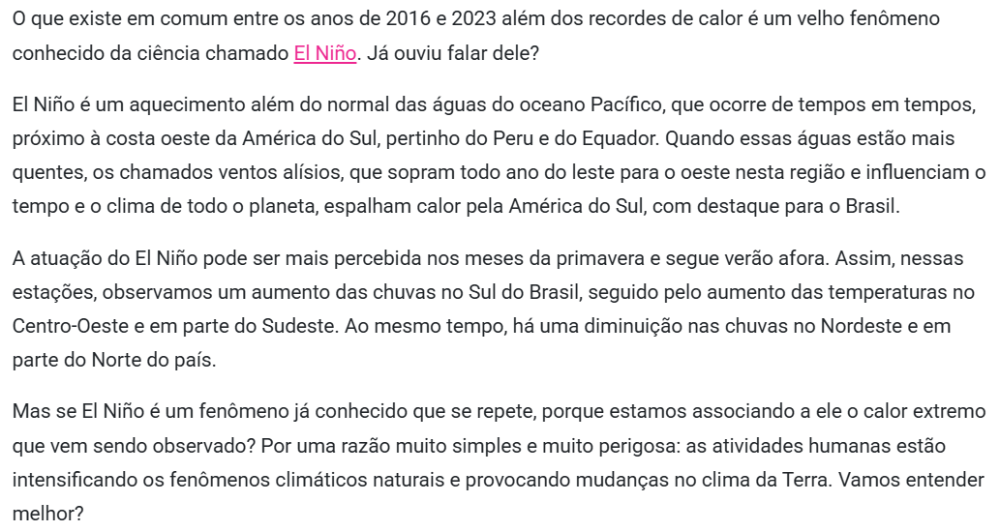 O que existe em comum entre os anos de 2016 e 2023 além dos recordes de calor é um velho fenômeno
conhecido da ciência chamado El Niño. Já ouviu falar dele?
El Niño é um aquecimento além do normal das águas do oceano Pacífico, que ocorre de tempos em tempos,
próximo à costa oeste da América do Sul, pertinho do Peru e do Equador. Quando essas águas estão mais
quentes, os chamados ventos alísios, que sopram todo ano do leste para o oeste nesta região e influenciam o
tempo e o clima de todo o planeta, espalham calor pela América do Sul, com destaque para o Brasil.
A atuação do El Niño pode ser mais percebida nos meses da primavera e segue verão afora. Assim, nessas
estações, observamos um aumento das chuvas no Sul do Brasil, seguido pelo aumento das temperaturas no
Centro-Oeste e em parte do Sudeste. Ao mesmo tempo, há uma diminuição nas chuvas no Nordeste e em
parte do Norte do país.
Mas se El Niño é um fenômeno já conhecido que se repete, porque estamos associando a ele o calor extremo
que vem sendo observado? Por uma razão muito simples e muito perigosa: as atividades humanas estão
intensificando os fenômenos climáticos naturais e provocando mudanças no clima da Terra. Vamos entender
melhor?